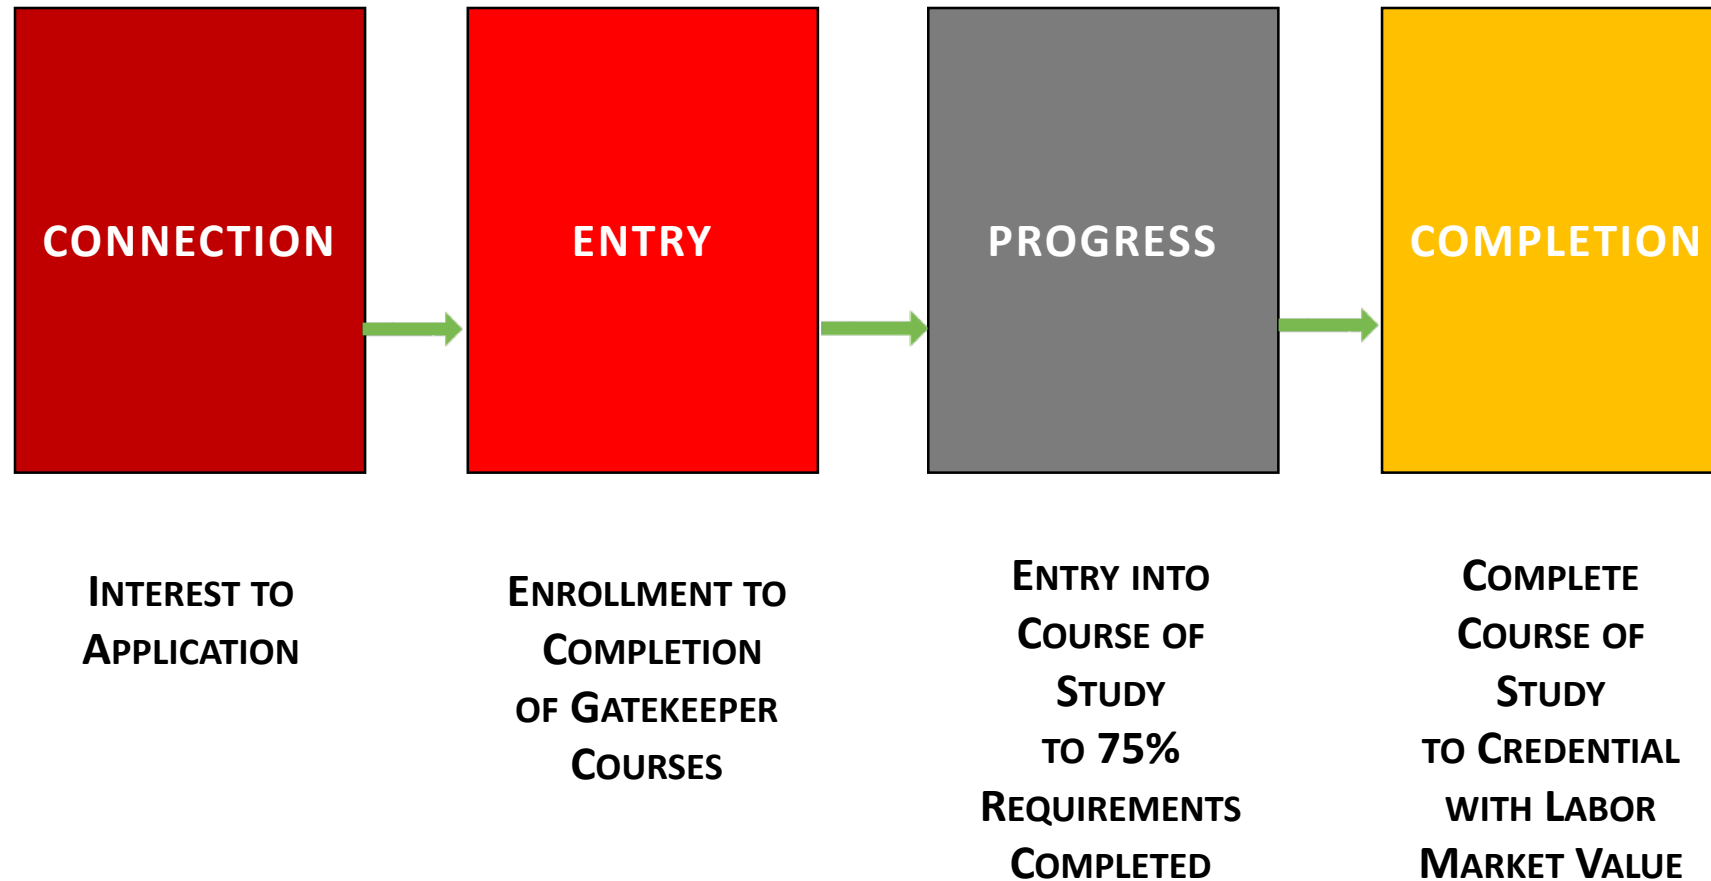 CONNECTION
ENTRY
PROGRESS
COMPLETION
INTEREST TO
APPLICATION
ENROLLMENT TO
COMPLETION
OF GATEKEEPER
COURSES
ENTRY INTO
COURSE OF
STUDY
TO 75%
REQUIREMENTS
COMPLETED
COMPLETE
COURSE OF
STUDY
TO CREDENTIAL
WITH LABOR
MARKET VALUE